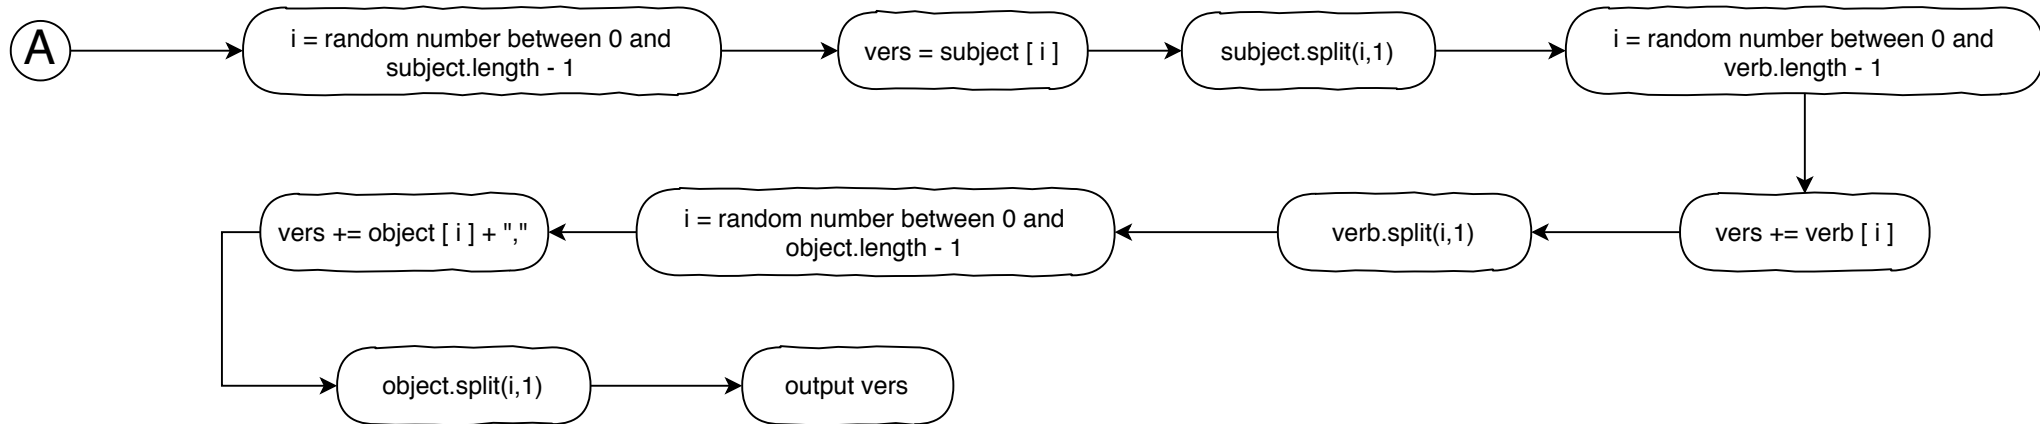 A
i = random number between 0 and
subject.length - 1
vers = subject [ i ]
subject.split(i,1)
i = random number between 0 and
verb.length - 1
vers += verb [ i ]
verb.split(i,1)
i = random number between 0 and
object.length - 1
vers += object [ i ] + ","
object.split(i,1)
output vers